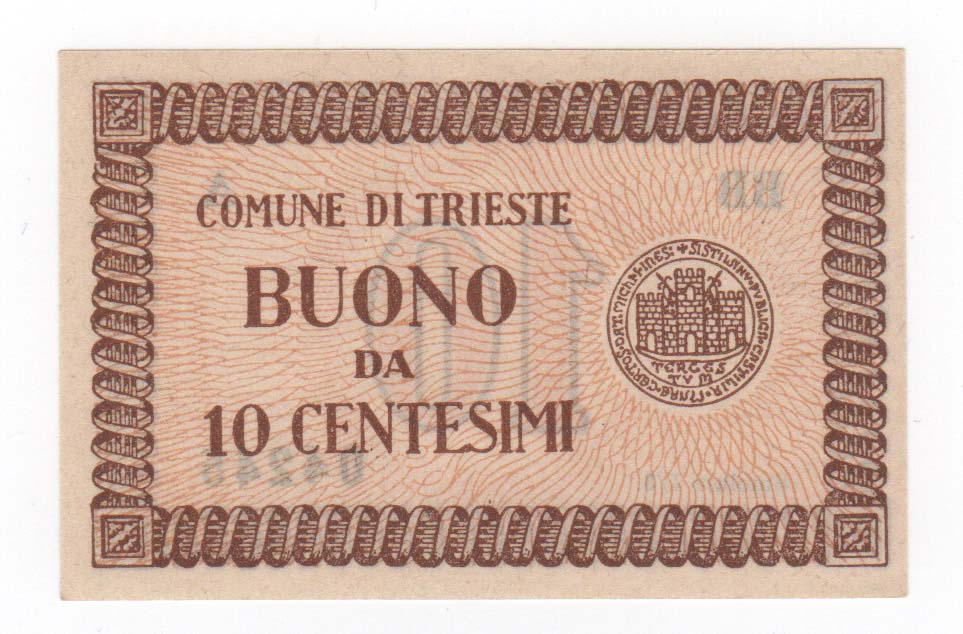 COMUNE DI TRIESTE
BUONO
DA
10 CENTESIMI
TERGES
TVM